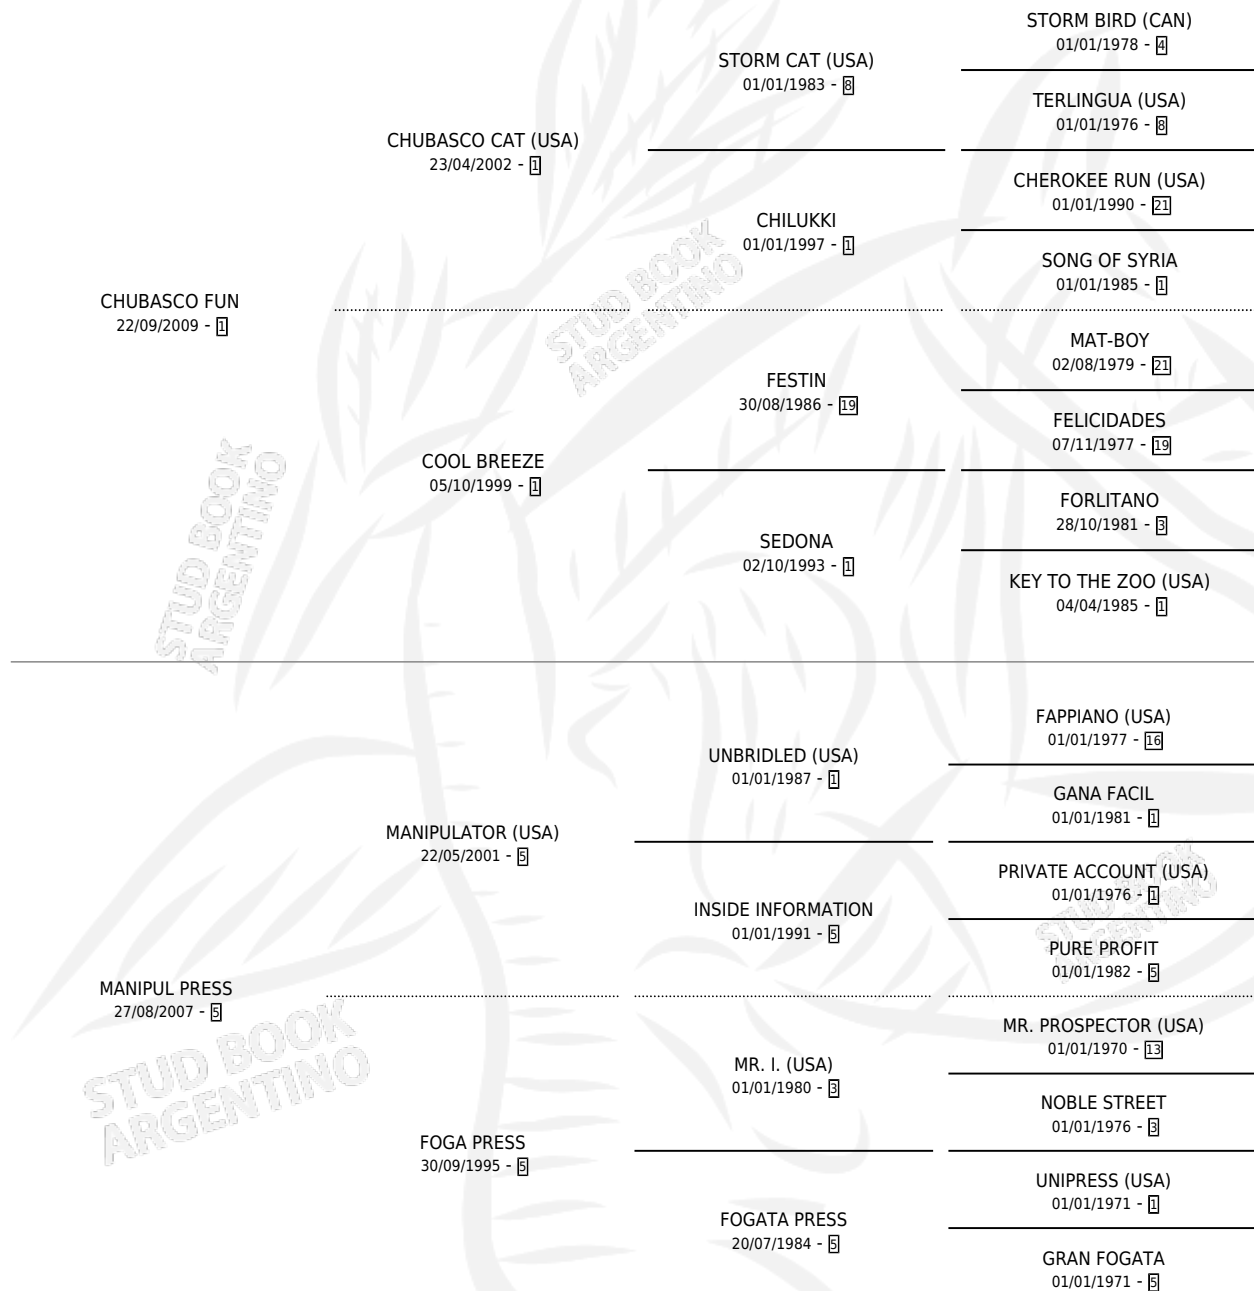 CHUBASCO FUN
22/09/2009 - 1
CHUBASCO CAT (USA)
23/04/2002 - 1
STORM CAT (USA)
01/01/1983 - 8
STORM BIRD (CAN)
01/01/1978 - 4
TERLINGUA (USA)
01/01/1976 - 8
CHILUKKI
01/01/1997 - 1
CHEROKEE RUN (USA)
01/01/1990 - 21
SONG OF SYRIA
01/01/1985 - 1
COOL BREEZE
05/10/1999 - 1
FESTIN
30/08/1986 - 19
MAT-BOY
02/08/1979 - 21
FELICIDADES
07/11/1977 - 19
SEDONA
02/10/1993 - 1
FORLITANO
28/10/1981 - 3
KEY TO THE ZOO (USA)
04/04/1985 - 1
MANIPUL PRESS
27/08/2007 - 5
MANIPULATOR (USA)
22/05/2001 - 5
UNBRIDLED (USA)
01/01/1987 - 1
FAPPIANO (USA)
01/01/1977 - 16
GANA FACIL
01/01/1981 - 1
INSIDE INFORMATION
01/01/1991 - 5
PRIVATE ACCOUNT (USA)
01/01/1976 - 1
PURE PROFIT
01/01/1982 - 5
FOGA PRESS
30/09/1995 - 5
MR. I. (USA)
01/01/1980 - 3
MR. PROSPECTOR (USA)
01/01/1970 - 13
NOBLE STREET
01/01/1976 - 3
FOGATA PRESS
20/07/1984 - 5
UNIPRESS (USA)
01/01/1971 - 1
GRAN FOGATA
01/01/1971 - 5
STUD BOOK
ARGENTINO
STUD BOOK
ARGENTINO
STUD BOOK
ARGENTINO
STUD BOOK
ARGENTINO